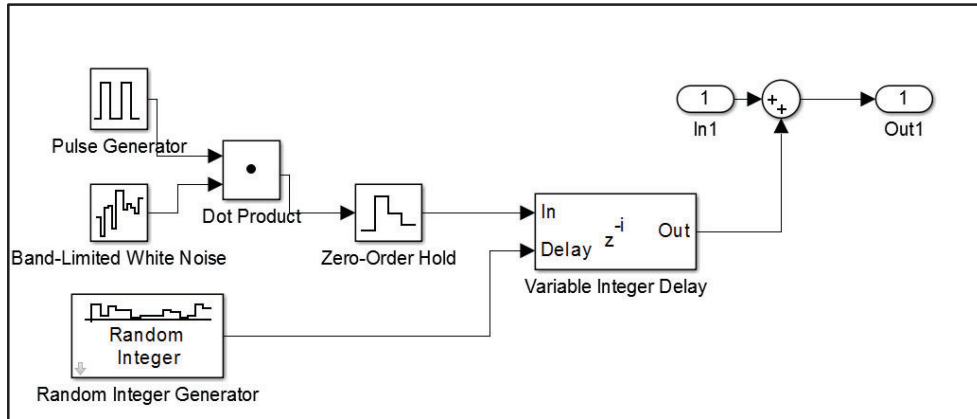 1
In1
+
+
1
Out1
Pulse Generator
Dot Product
Band-Limited White Noise
Zero-Order Hold
In
Delay
z-i
Out
Variable Integer Delay
Random
Integer
Random Integer Generator